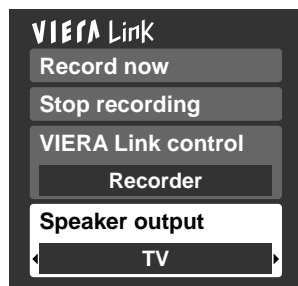 VIERA Link
Record now
Stop recording
VIERA Link control
Recorder
Speaker output
TV